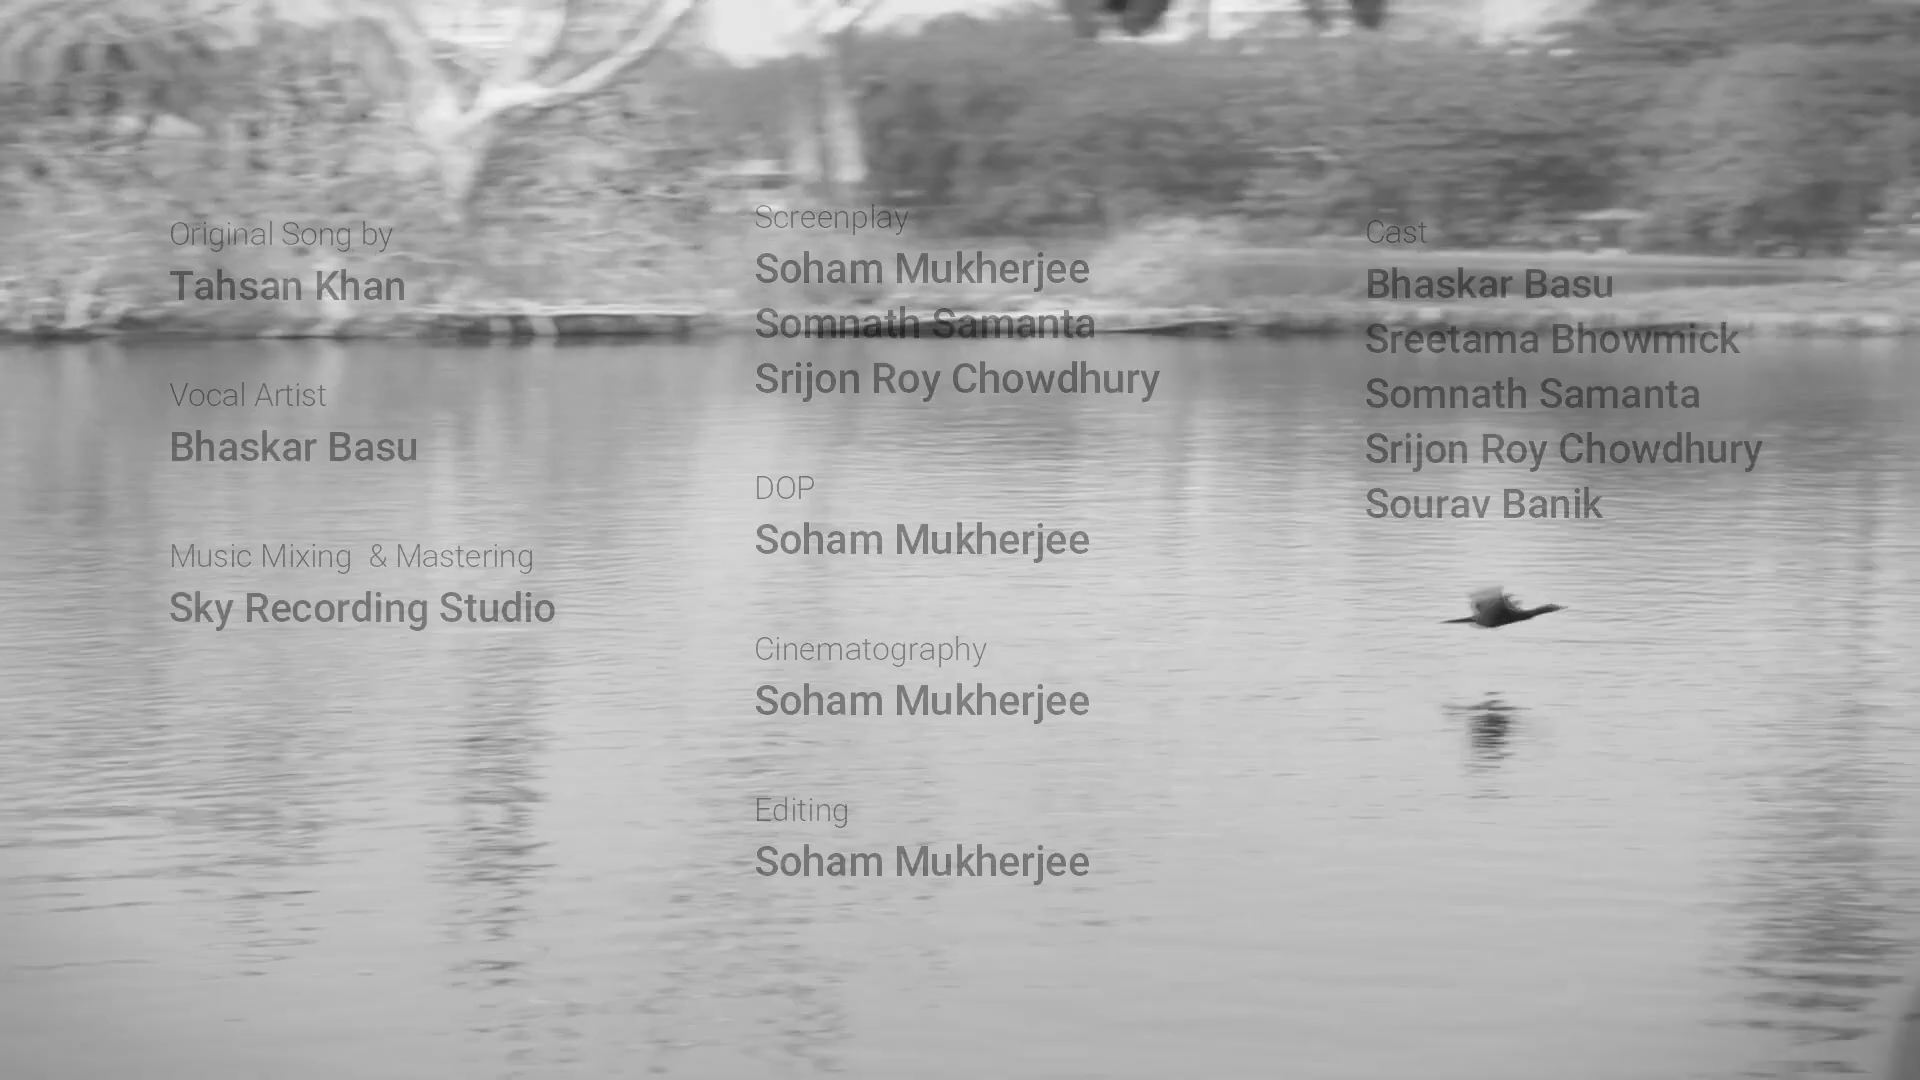 Original Song by
Tahsan Khan
Vocal Artist
Bhaskar Basu
Music Mixing  & Mastering
Sky Recording Studio
Screenplay
Soham Mukherjee
Somnath Samanta
Srijon Roy Chowdhury
DOP
Soham Mukherjee
Cinematography
Soham Mukherjee
Editing
Soham Mukherjee
Cast
Bhaskar Basu
Sreetama Bhowmick
Somnath Samanta
Srijon Roy Chowdhury
Sourav Banik